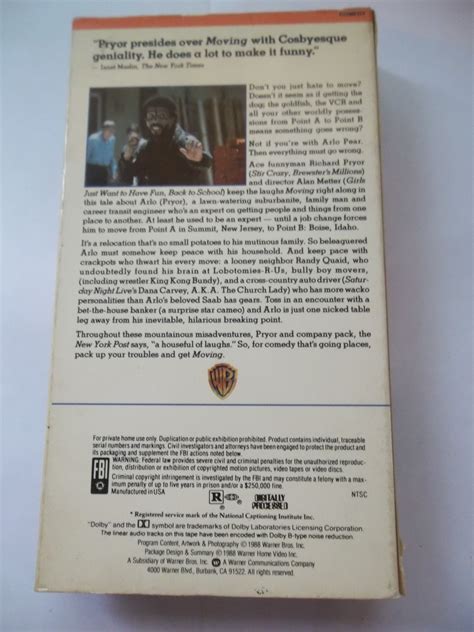 "Pryor presides over Moving with Cosbyesque
geniality. He does a lot to make it funny."
— Janet Maslin, The New York Times
Don't you just hate to move?
Doesn't it seem as if getting the
dog, the goldfish, the VCR and
all your other worldly posses-
sions from Point A to Point B
means something goes wrong?
Not if you're with Arlo Pear.
Then everything must go wrong.
Ace funnyman Richard Pryor
(Stir Crazy, Brewster's Millions)
and director Alan Metter (Girls
Just Want to Have Fun, Back to School) keep the laughs Moving right along in
this tale about Arlo (Pryor), a lawn-watering suburbanite, family man and
career transit engineer who's an expert on getting people and things from one
place to another. At least he used to be an expert — until a job change forces
him to move from Point A in Summit, New Jersey, to Point B: Boise, Idaho.
It's a relocation that's no small potatoes to his mutinous family. So beleaguered
Arlo must somehow keep peace with his household. And keep pace with
crackpots who thwart his every move: a looney neighbor Randy Quaid, who
undoubtedly found his brain at Lobotomies-R-Us, hulky boy movers,
(including wrestler King Kong Bundy), and a cross-country auto driver (Satur-
day Night Live's Dana Carvey, A.K.A. The Church Lady) who has more wacko
personalities than Arlo's beloved Saab has gears. Toss in an encounter with a
bet-the-house banker (a surprise star cameo) and Arlo is just one nicked table
leg away from his inevitable, hilarious breaking point.
Throughout these mountainous misadventures, Pryor and company pack, the
New York Post says, "a houseful of laughs." So, for comedy that's going places,
pack up your troubles and get Moving.
WB
For private home use only. Duplication or public exhibition prohibited. Product contains individual, traceable
serial numbers and markings. Civil investigators and attorneys have been engaged to protect the product and
its packaging and supplement the FBI actions noted below.
FBI
WARNING: Federal law provides severe civil and criminal penalties for the unauthorized reproduc-
tion, distribution or exhibition of copyrighted motion pictures, video tapes or video discs.
Criminal copyright infringement is investigated by the FBI and may constitute a felony with a max-
imum penalty of up to five years in prison and/or a $250,000 fine.
Manufactured in USA
NTSC
R
DIGITALLY
PROCESSED
* Registered service mark of the National Captioning Institute Inc.
"Dolby" and the symbol are trademarks of Dolby Laboratories Licensing Corporation.
The linear audio tracks on this tape have been encoded with Dolby B-type noise reduction.
Program Content, Artwork & Photography © 1988 Warner Bros. Inc.
Package Design & Summary © 1988 Warner Home Video Inc.
A Subsidiary of Warner Bros. Inc. A Warner Communications Company
4000 Warner Blvd., Burbank, CA 91522. All rights reserved.